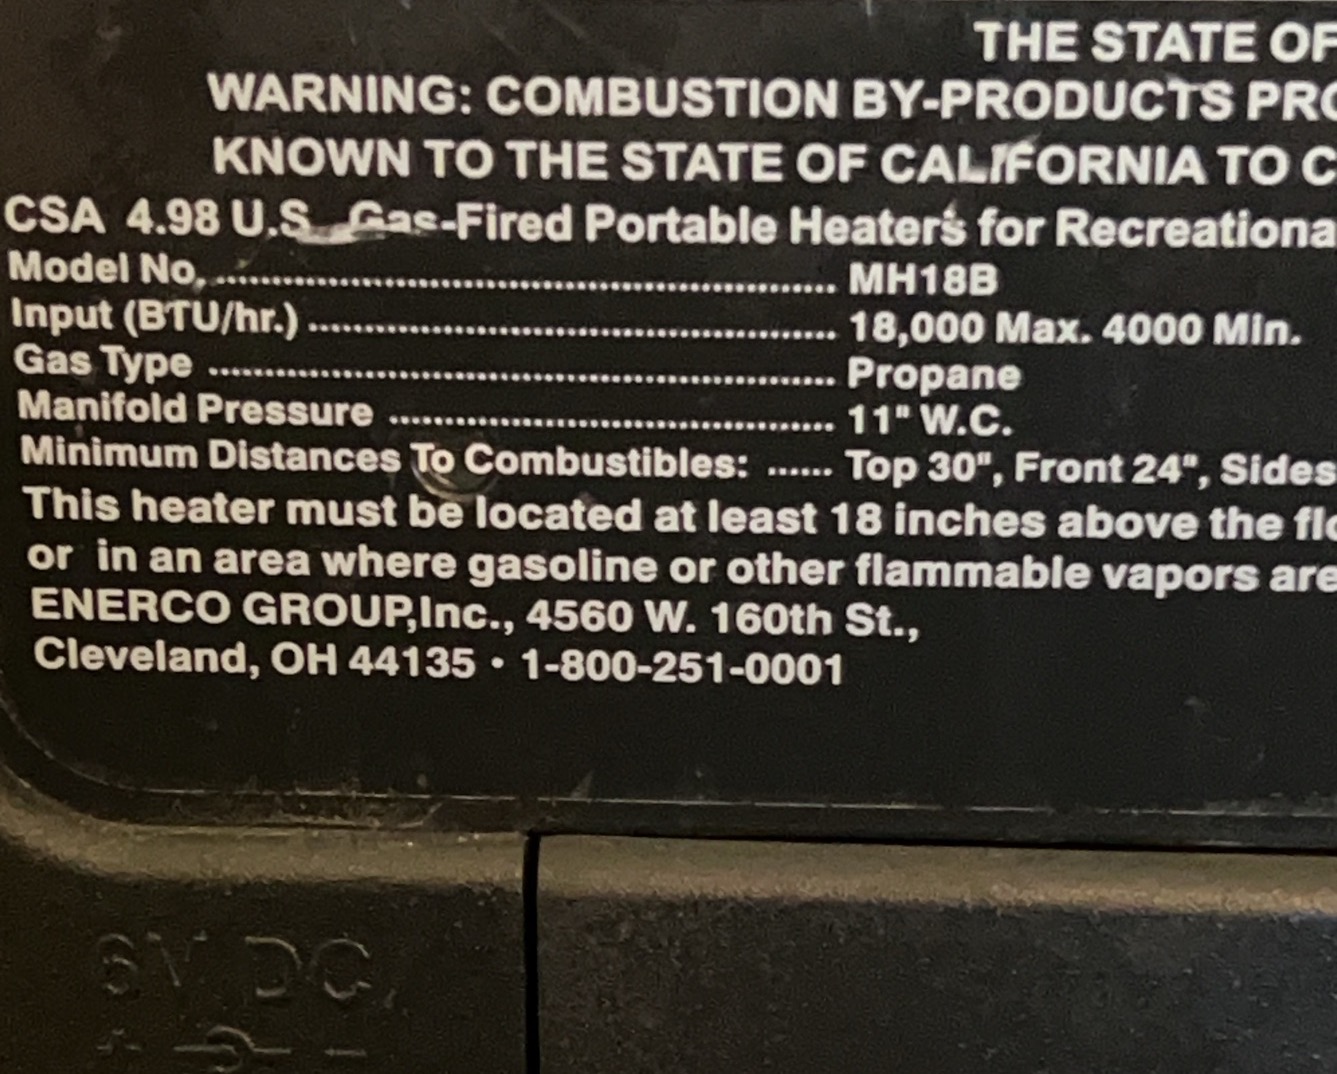 THE STATE OF
WARNING: COMBUSTION BY-PRODUCTS PRO
KNOWN TO THE STATE OF CALIFORNIA TO C
CSA 4.98 U.S. Gas-Fired Portable Heaters for Recreationa
Model No. ........................................................................ MH18B
Input (BTU/hr.) ............................................................. 18,000 Max. 4000 Min.
Gas Type ........................................................................ Propane
Manifold Pressure .................................................... 11" W.C.
Minimum Distances To Combustibles: ...... Top 30", Front 24", Sides
This heater must be located at least 18 inches above the flo
or in an area where gasoline or other flammable vapors are
ENERCO GROUP,Inc., 4560 W. 160th St.,
Cleveland, OH 44135 • 1-800-251-0001
6V DC